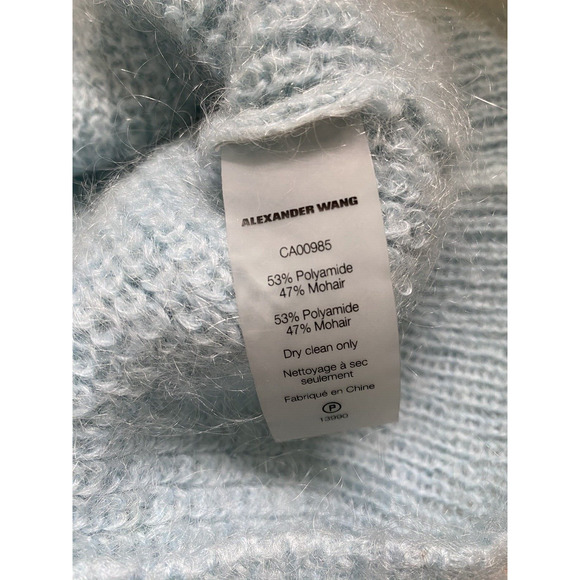 ALEXANDER WANG
CA00985
53% Polyamide
47% Mohair
53% Polyamide
47% Mohair
Dry clean only
Nettoyage à sec
seulement
Fabriqué en Chine
P
13990